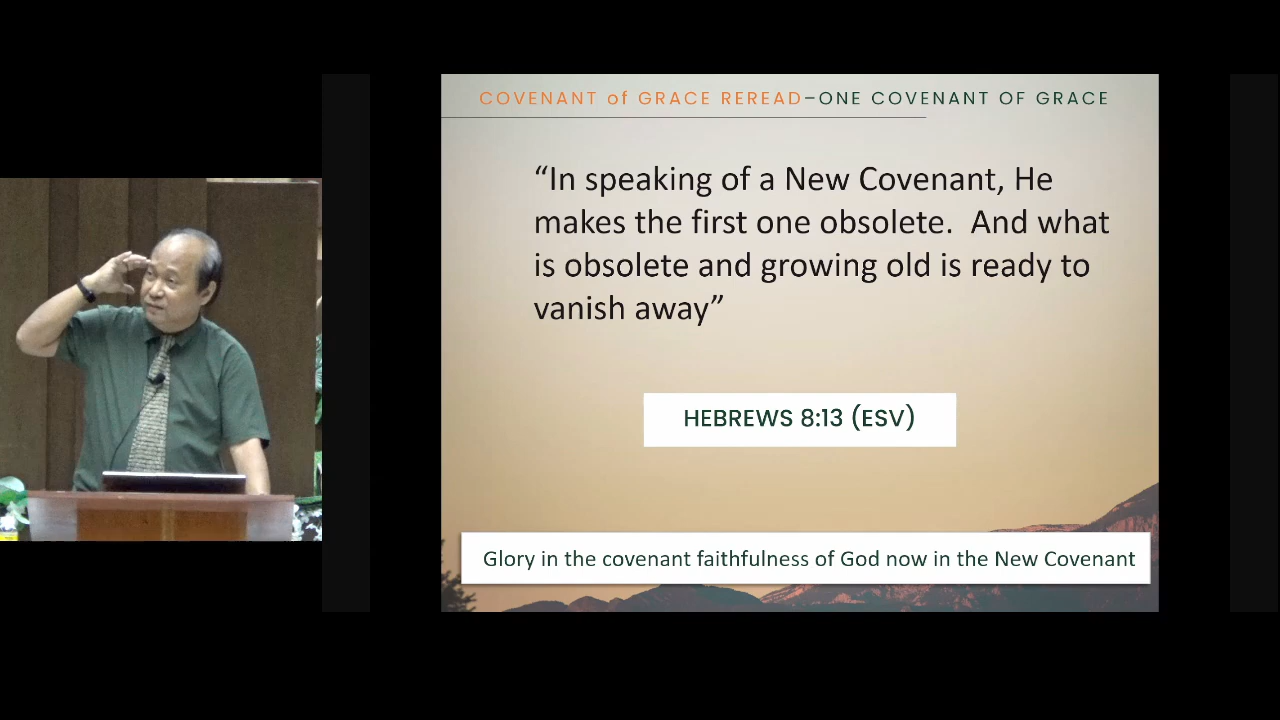 COVENANT of GRACE REREAD–ONE COVENANT OF GRACE
“In speaking of a New Covenant, He
makes the first one obsolete.  And what
is obsolete and growing old is ready to
vanish away”
HEBREWS 8:13 (ESV)
Glory in the covenant faithfulness of God now in the New Covenant